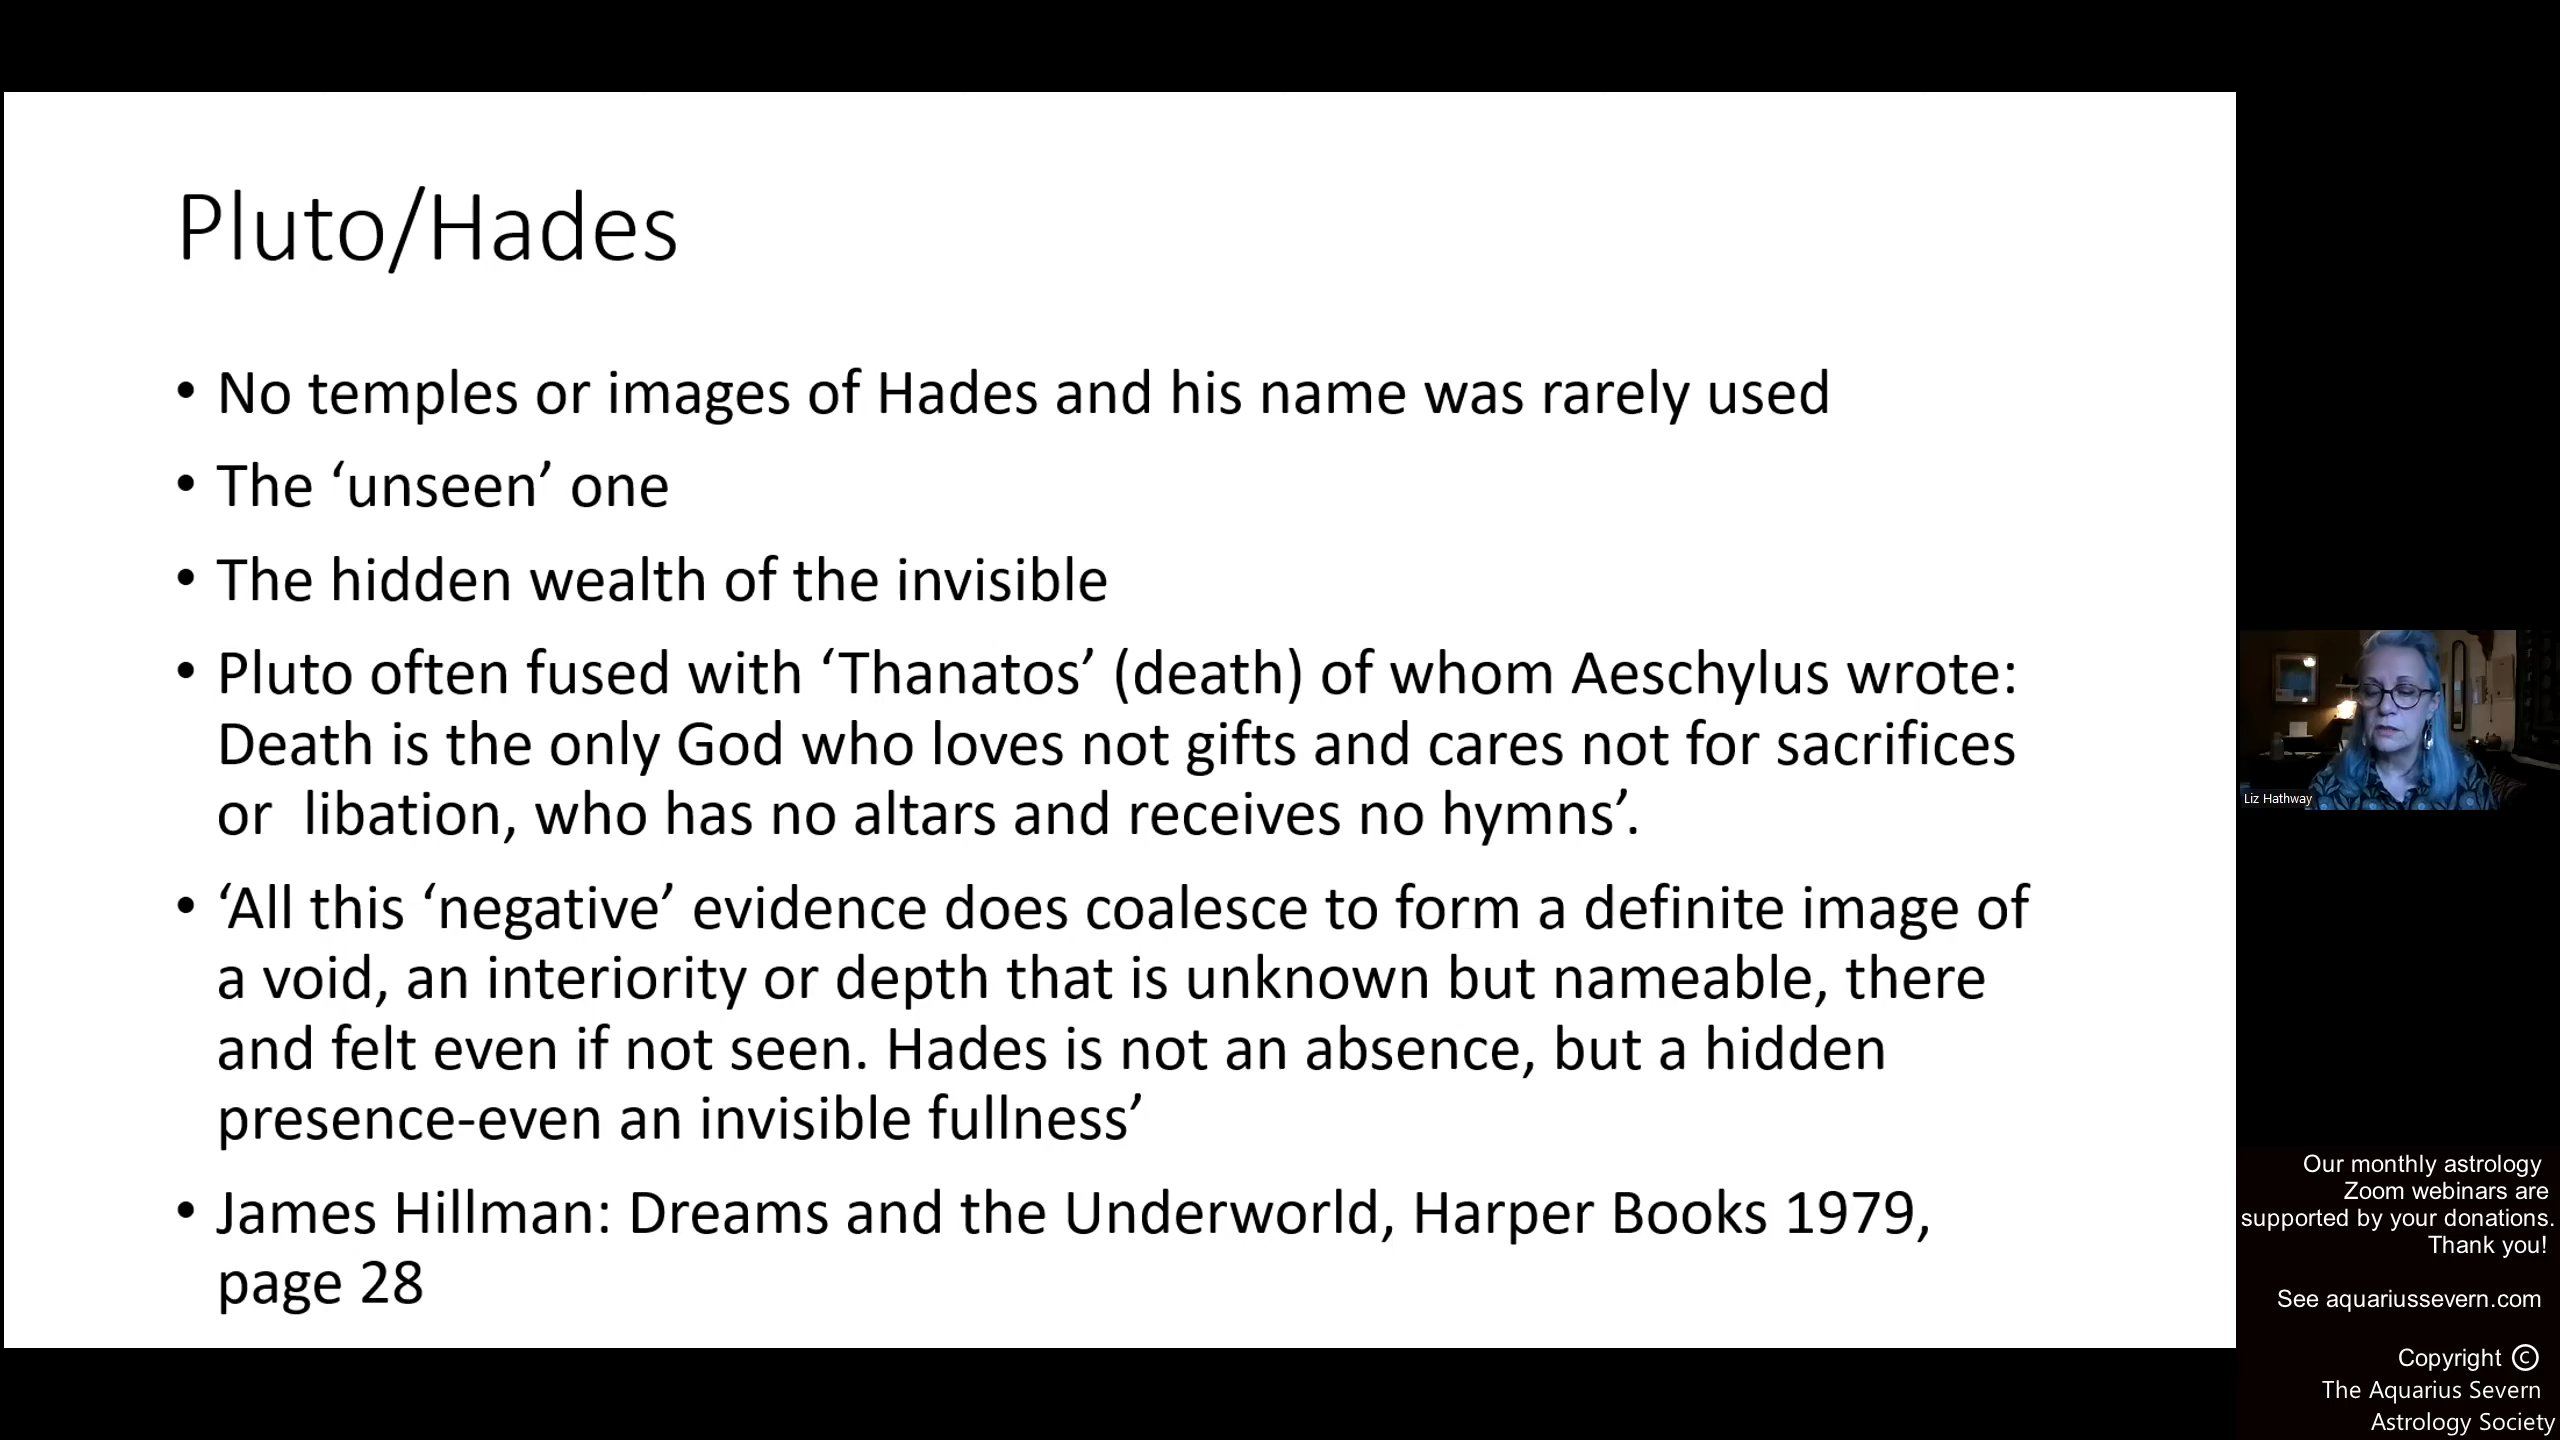 Pluto/Hades
• No temples or images of Hades and his name was rarely used
• The ‘unseen’ one
• The hidden wealth of the invisible
• Pluto often fused with ‘Thanatos’ (death) of whom Aeschylus wrote:
Death is the only God who loves not gifts and cares not for sacrifices
or  libation, who has no altars and receives no hymns’.
• ‘All this ‘negative’ evidence does coalesce to form a definite image of
a void, an interiority or depth that is unknown but nameable, there
and felt even if not seen. Hades is not an absence, but a hidden
presence-even an invisible fullness’
• James Hillman: Dreams and the Underworld, Harper Books 1979,
page 28
Liz Hathway
Our monthly astrology
Zoom webinars are
supported by your donations.
Thank you!
See aquariussevern.com
Copyright ©
The Aquarius Severn
Astrology Society